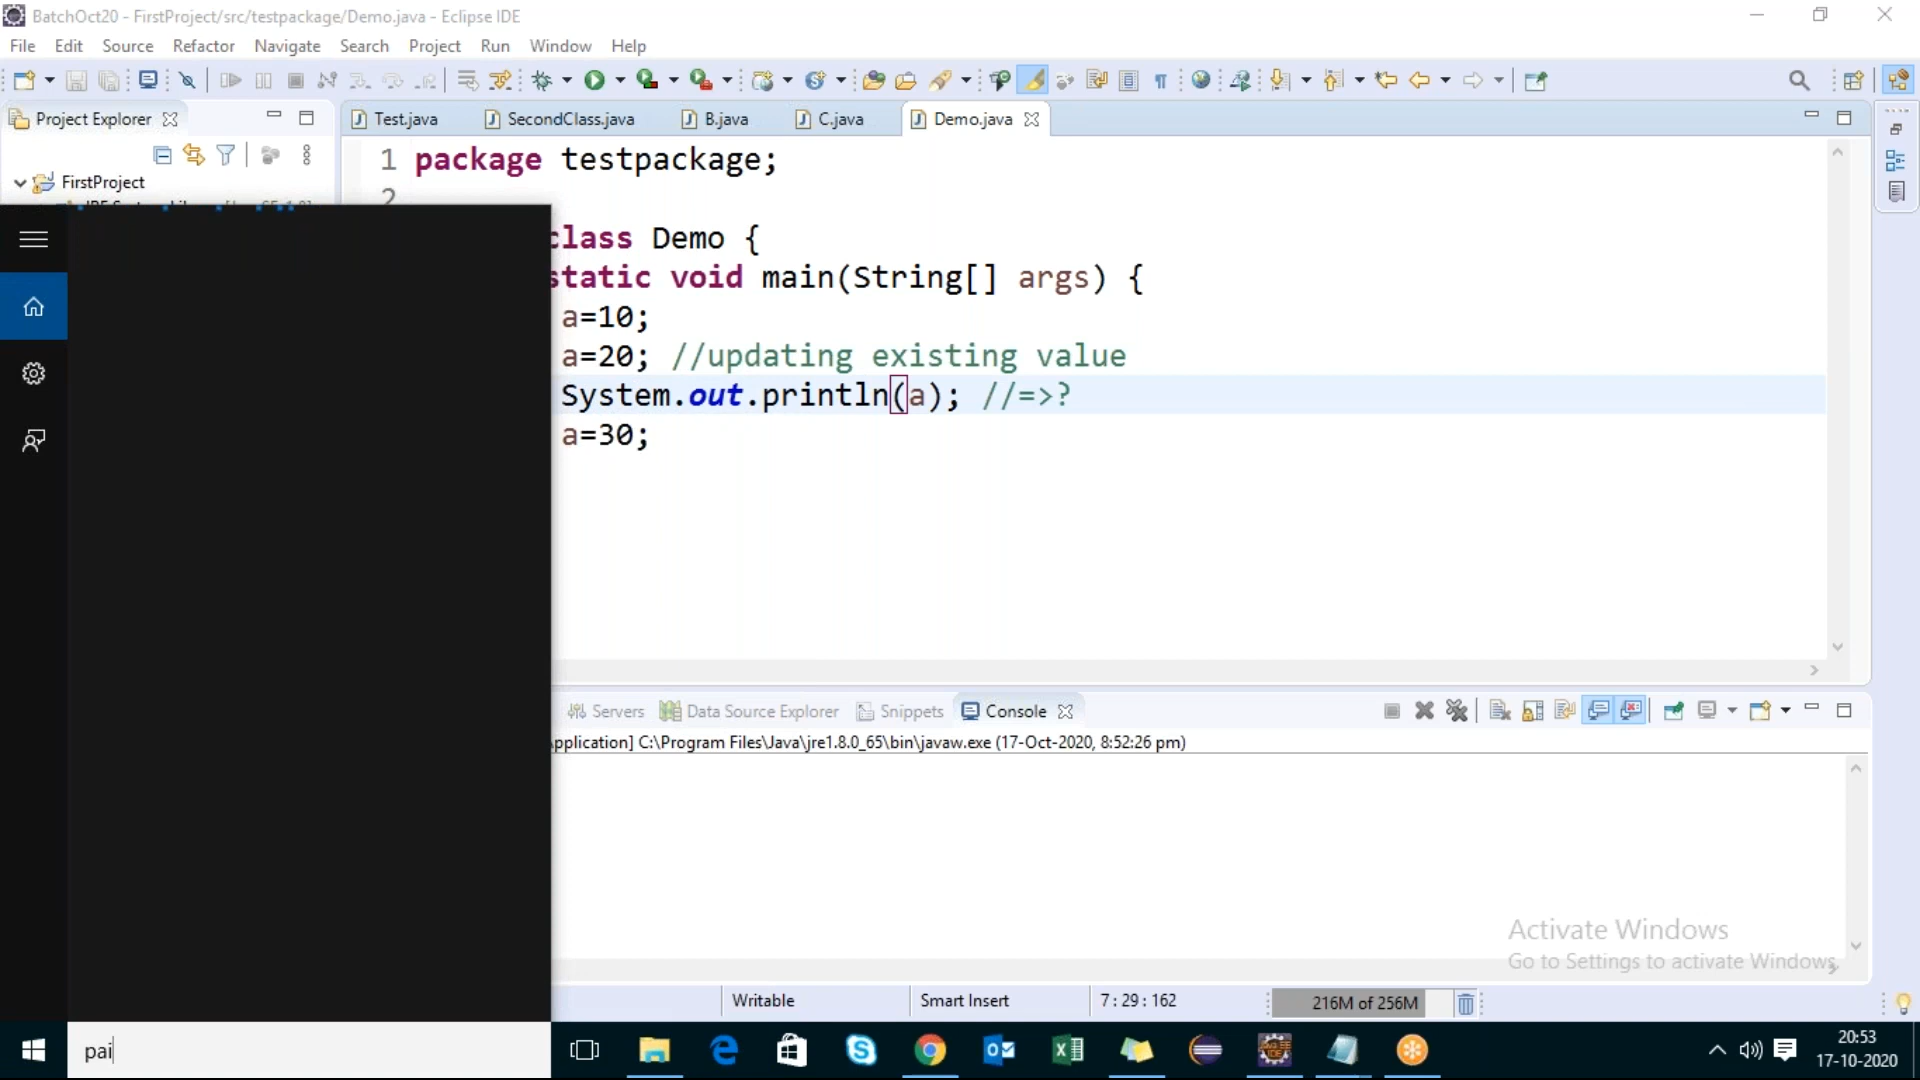 BatchOct20 - FirstProject/src/testpackage/Demo.java - Eclipse IDE
File Edit Source Refactor Navigate Search Project Run Window Help
Project Explorer
Test.java SecondClass.java B.java C.java Demo.java
FirstProject
1 package testpackage;
2
class Demo {
static void main(String[] args) {
a=10;
a=20; //updating existing value
System.out.println(a); //=>?
a=30;
Servers Data Source Explorer Snippets Console
pplication] C:\Program Files\Java\jre1.8.0_65\bin\javaw.exe (17-Oct-2020, 8:52:26 pm)
Activate Windows
Go to Settings to activate Windows.
Writable Smart Insert 7 : 29 : 162 216M of 256M
pai
20:53
17-10-2020